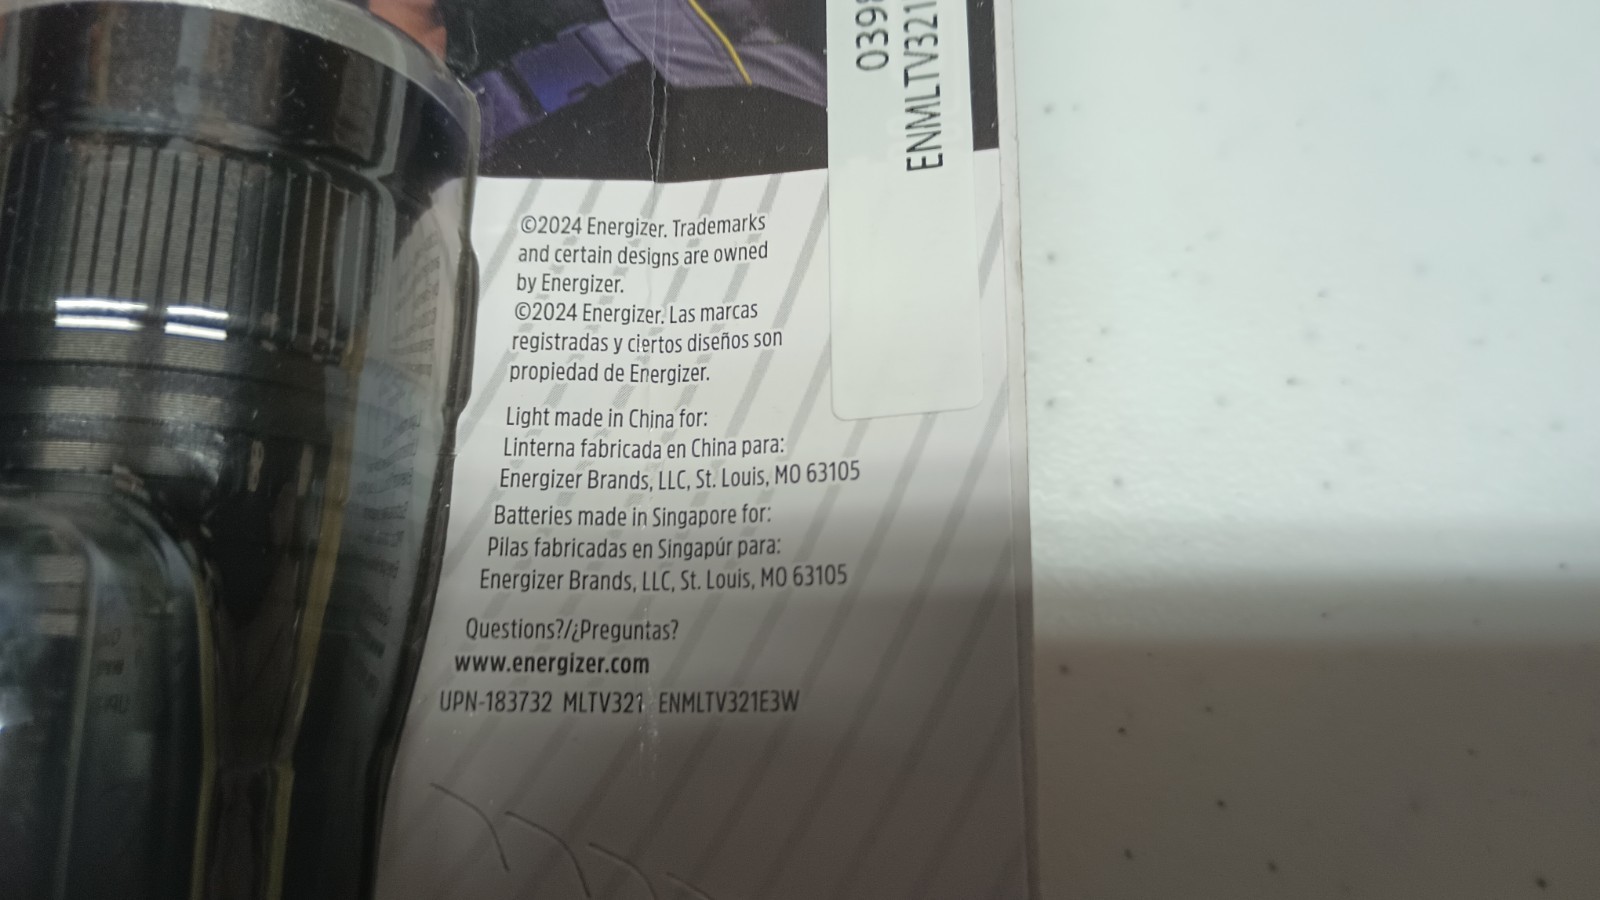 039
ENMLTV321
©2024 Energizer. Trademarks
and certain designs are owned
by Energizer.
©2024 Energizer. Las marcas
registradas y ciertos diseños son
propiedad de Energizer.
Light made in China for:
Linterna fabricada en China para:
Energizer Brands, LLC, St. Louis, MO 63105
Batteries made in Singapore for:
Pilas fabricadas en Singapúr para:
Energizer Brands, LLC, St. Louis, MO 63105
Questions?/¿Preguntas?
www.energizer.com
UPN-183732 MLTV321 ENMLTV321E3W